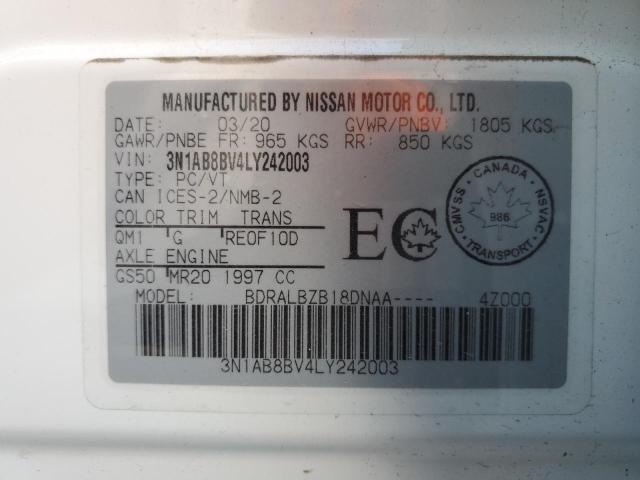 MANUFACTURED BY NISSAN MOTOR CO., LTD.
DATE: 03/20 GVWR/PNBV: 1805 KGS
GAWR/PNBE FR: 965 KGS RR: 850 KGS
VIN: 3N1AB8BV4LY242003
TYPE: PC/VT
CAN ICES-2/NMB-2
COLOR TRIM TRANS
QM1 G RE0F10D
AXLE ENGINE
GS50 MR20 1997 CC
EC
CANADA
CMVSS
NSVAC
986
TRANSPORT
MODEL: BDRALBZB18DNAA---- 4Z000
3N1AB8BV4LY242003